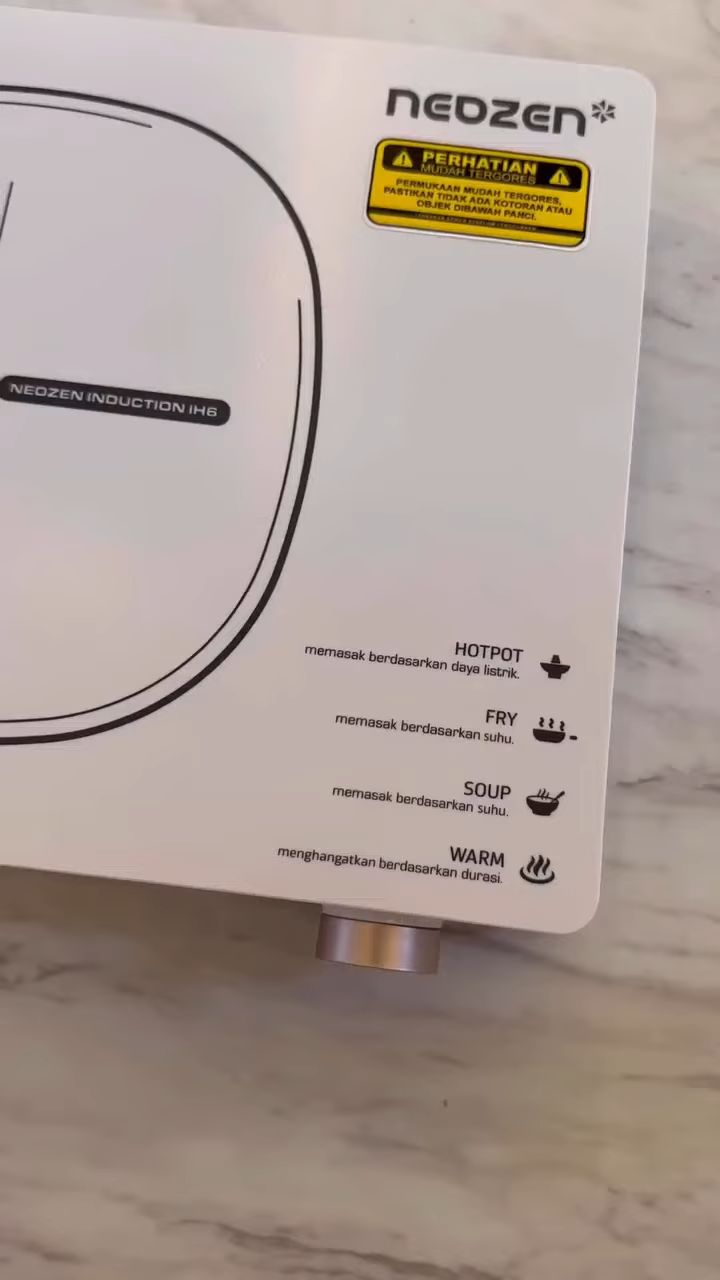 NEOZEN
PERHATIAN
MUDAH TERGORES
PERMUKAAN MUDAH TERGORES,
PASTIKAN TIDAK ADA KOTORAN ATAU
OBJEK DIBAWAH PANCI.
NEOZEN INDUCTION IH6
HOTPOT
memasak berdasarkan daya listrik.
FRY
memasak berdasarkan suhu.
SOUP
memasak berdasarkan suhu.
WARM
menghangatkan berdasarkan durasi.